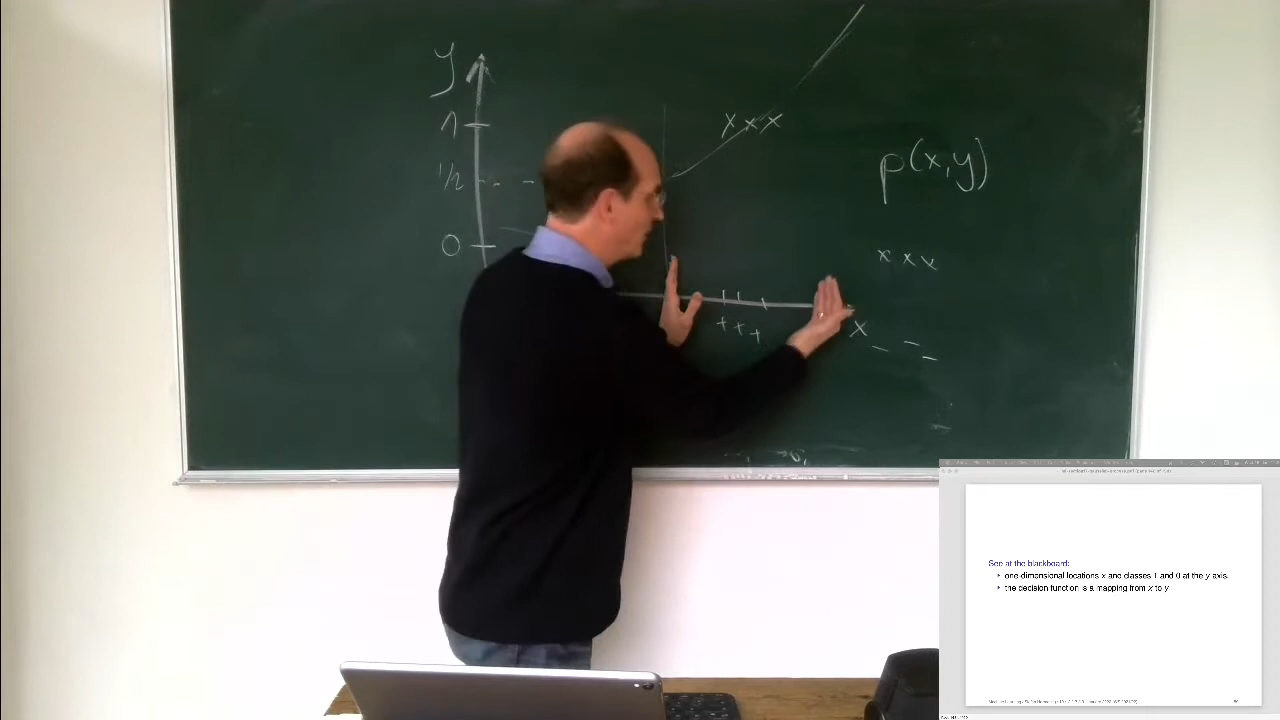 y
1
x x x
1/2
p(x,y)
0
x x x
+ + +
x
See at the blackboard:
• one-dimensional locations x and classes 1 and 0 at the y axis.
• the decision function is a mapping from x to y